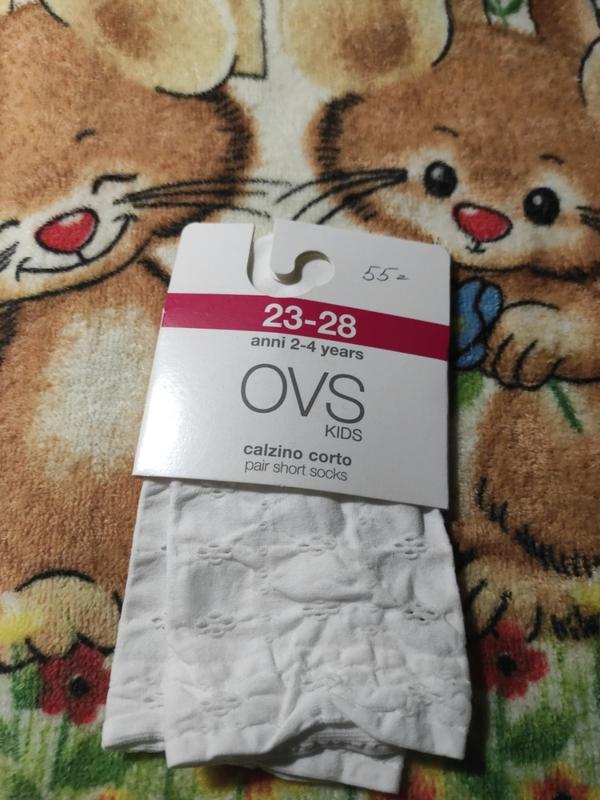 55=
23-28
anni 2-4 years
OVS
KIDS
calzino corto
pair short socks